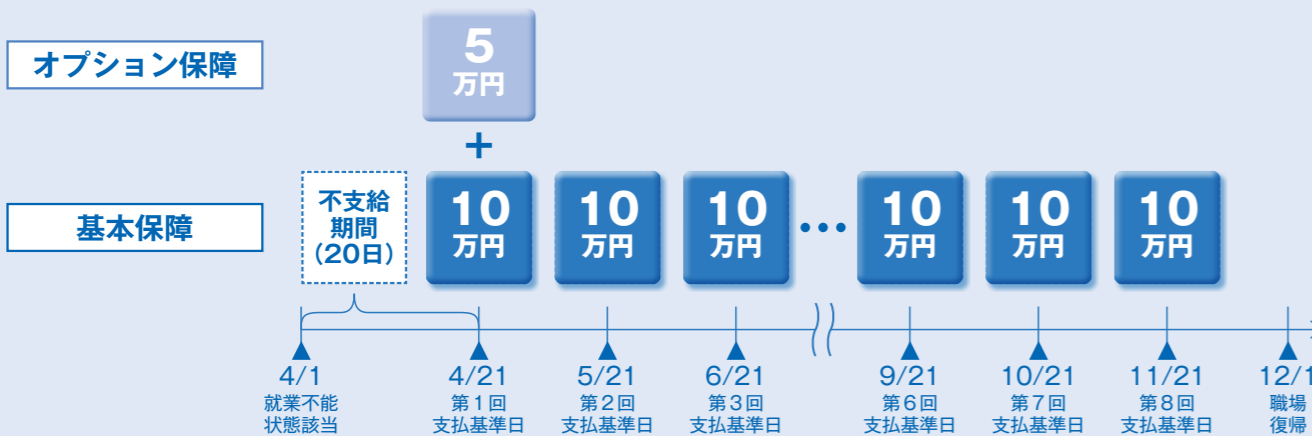 オプション保障
5
万円
+
基本保障
不支給
期間
（20日）
10
万円
10
万円
10
万円
…
10
万円
10
万円
10
万円
4/1
就業不能
状態該当
4/21
第1回
支払基準日
5/21
第2回
支払基準日
6/21
第3回
支払基準日
9/21
第6回
支払基準日
10/21
第7回
支払基準日
11/21
第8回
支払基準日
12/1
職場
復帰